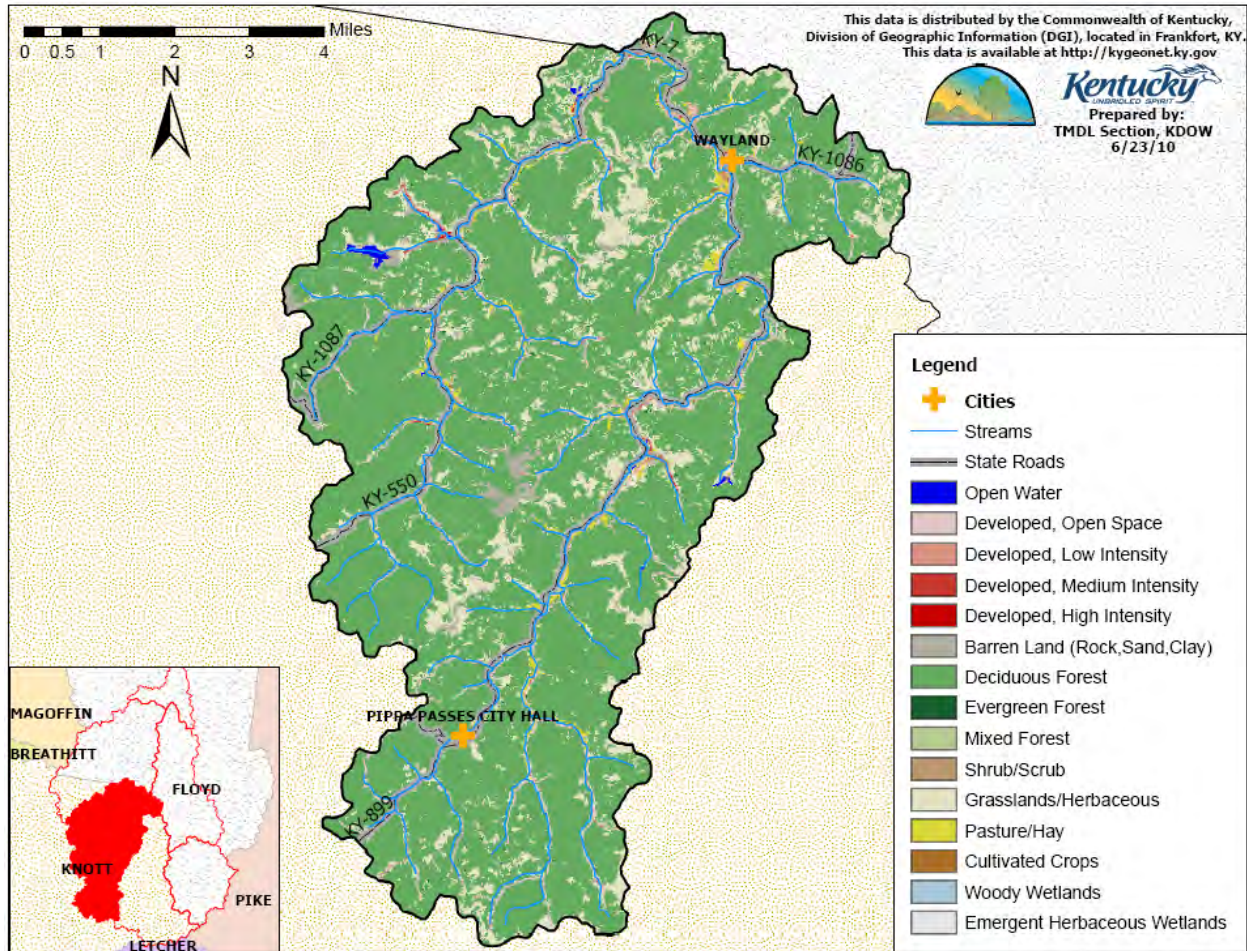 Miles
0 0.5 1 2 3 4
N
This data is distributed by the Commonwealth of Kentucky,
Division of Geographic Information (DGI), located in Frankfort, KY.
This data is available at http://kygeonet.ky.gov
Kentucky
UNBRIDLED SPIRIT
Prepared by:
TMDL Section, KDOW
6/23/10
KY-7
WAYLAND
KY-1086
KY-1087
KY-550
PIPPA PASSES CITY HALL
KY-899
Legend
Cities
Streams
State Roads
Open Water
Developed, Open Space
Developed, Low Intensity
Developed, Medium Intensity
Developed, High Intensity
Barren Land (Rock,Sand,Clay)
Deciduous Forest
Evergreen Forest
Mixed Forest
Shrub/Scrub
Grasslands/Herbaceous
Pasture/Hay
Cultivated Crops
Woody Wetlands
Emergent Herbaceous Wetlands
MAGOFFIN
BREATHITT
FLOYD
KNOTT
PIKE
LETCHER